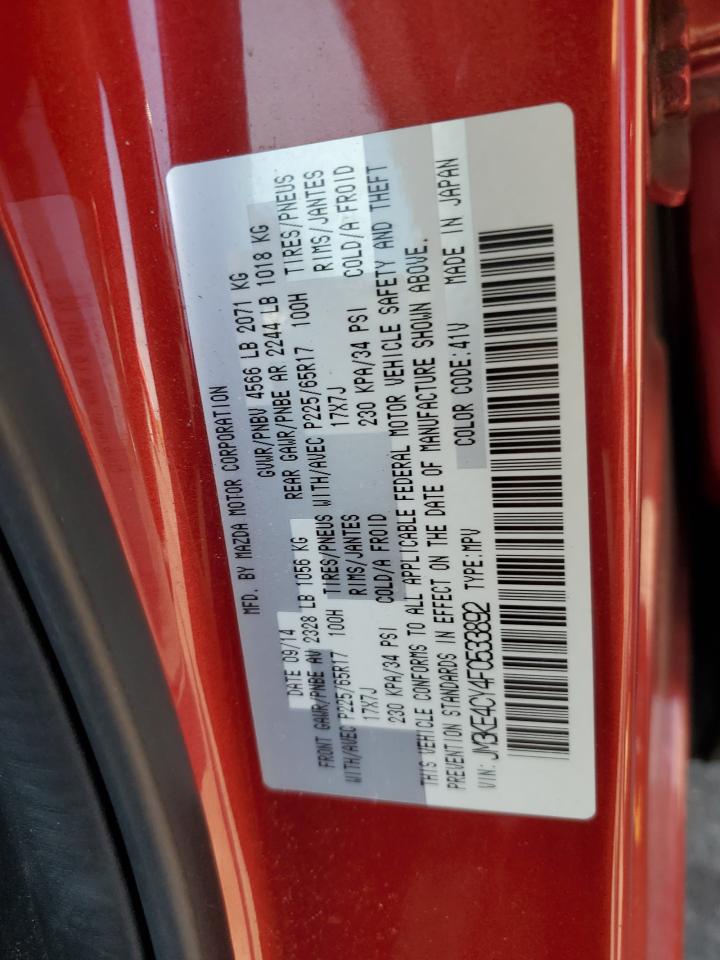 MFD. BY MAZDA MOTOR CORPORATION
DATE 09/14 GVWR/PNBV 4566 LB 2071 KG
FRONT GAWR/PNBE AV 2328 LB 1056 KG REAR GAWR/PNBE AR 2244 LB 1018 KG
WITH/AVEC P225/65R17 100H TIRES/PNEUS WITH/AVEC P225/65R17 100H TIRES/PNEUS
17X7J RIMS/JANTES 17X7J RIMS/JANTES
230 KPA/34 PSI COLD/A FROID 230 KPA/34 PSI COLD/A FROID
THIS VEHICLE CONFORMS TO ALL APPLICABLE FEDERAL MOTOR VEHICLE SAFETY AND THEFT
PREVENTION STANDARDS IN EFFECT ON THE DATE OF MANUFACTURE SHOWN ABOVE.
VIN: JM3KE4CY4F0533892 TYPE:MPV COLOR CODE:41V MADE IN JAPAN